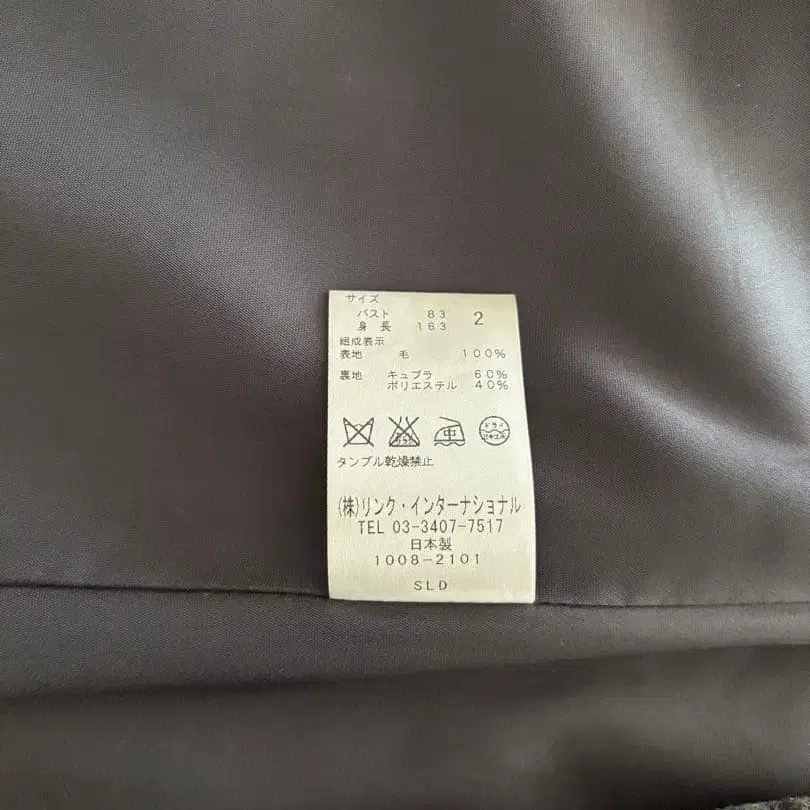 サイズ
バスト 83 2
身長 163
組成表示
表地 毛 100%
裏地 キュプラ 60%
ポリエステル 40%
中 ドライ
タンブル乾燥禁止
(株)リンク・インターナショナル
TEL 03-3407-7517
日本製
1008-2101
SLD